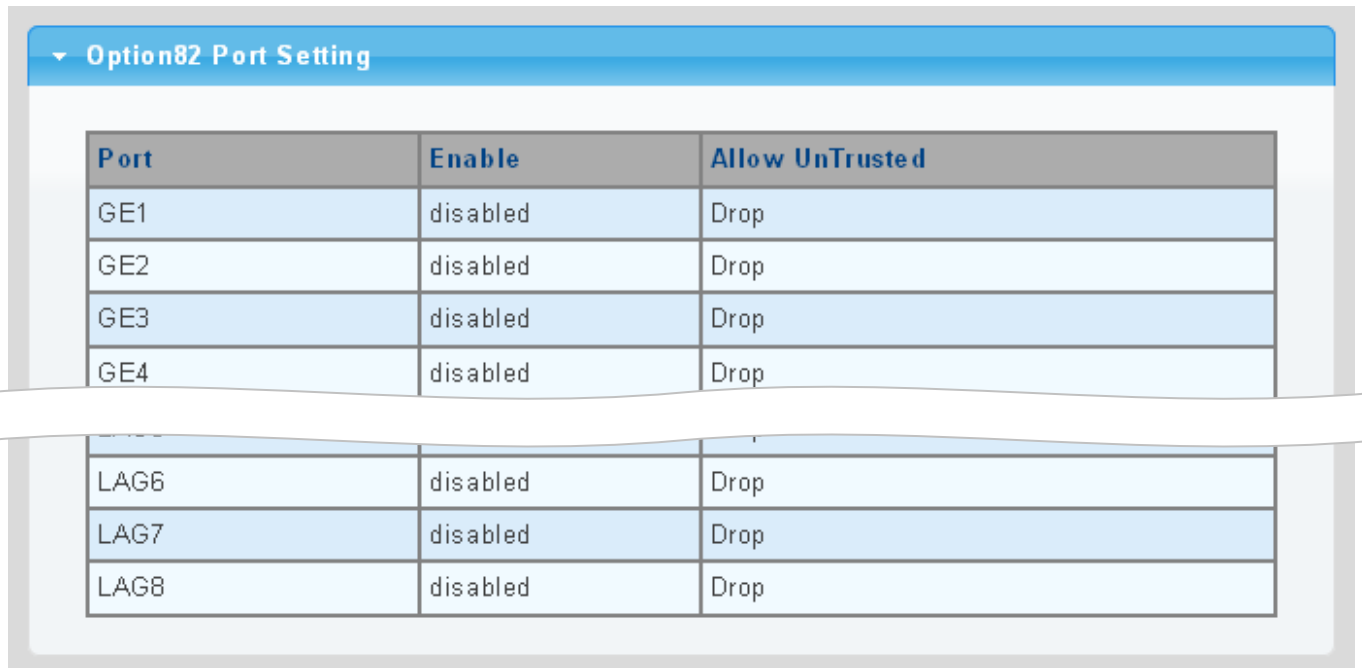 Option82 Port Setting
Port Enable Allow UnTrusted
GE1 disabled Drop
GE2 disabled Drop
GE3 disabled Drop
GE4 disabled Drop
LAG6 disabled Drop
LAG7 disabled Drop
LAG8 disabled Drop